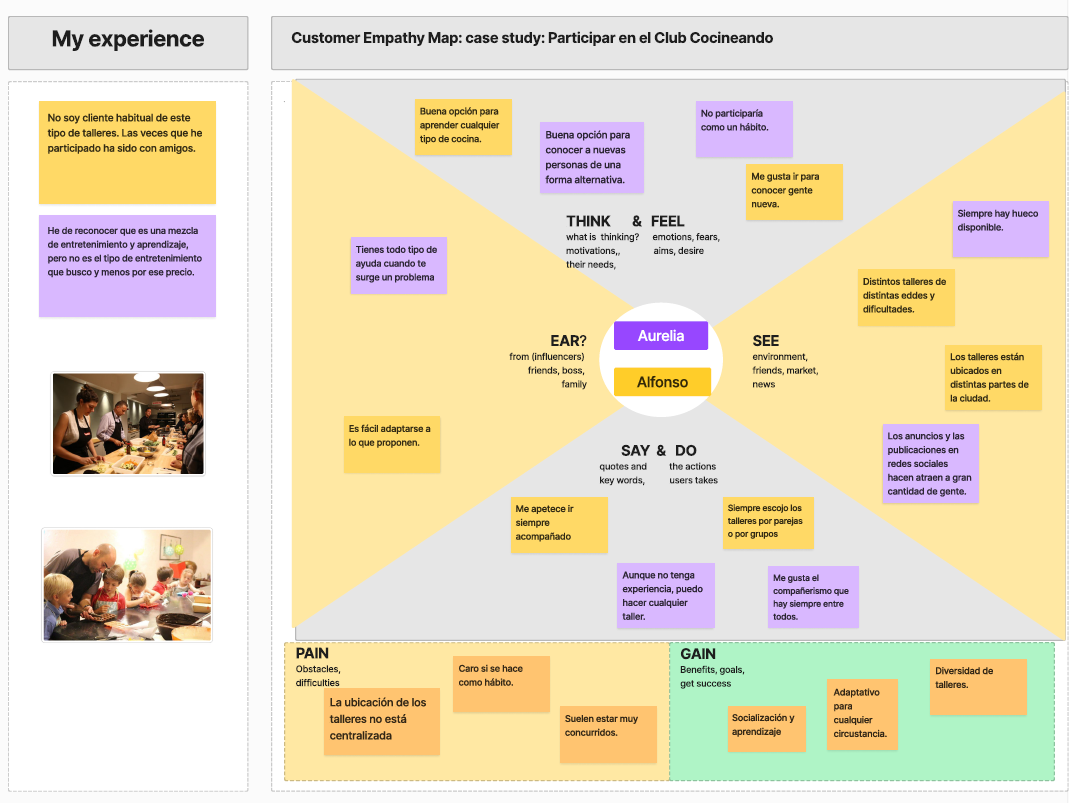 My experience
Customer Empathy Map: case study: Participar en el Club Cocineando
No soy cliente habitual de este
tipo de talleres. Las veces que he
participado ha sido con amigos.
He de reconocer que es una mezcla
de entretenimiento y aprendizaje,
pero no es el tipo de entretenimiento
que busco y menos por ese precio.
Buena opción para
aprender cualquier
tipo de cocina.
Buena opción para
conocer a nuevas
personas de una
forma alternativa.
No participaría
como un hábito.
Me gusta ir para
conocer gente
nueva.
THINK & FEEL
what is thinking?
motivations,,
their needs,
emotions, fears,
aims, desire
Tienes todo tipo de
ayuda cuando te
surge un problema
Siempre hay hueco
disponible.
Distintos talleres de
distintas eddes y
dificultades.
Aurelia
Alfonso
EAR?
from (influencers)
friends, boss,
family
SEE
environment,
friends, market,
news
Los talleres están
ubicados en
distintas partes de
la ciudad.
Es fácil adaptarse a
lo que proponen.
Los anuncios y las
publicaciones en
redes sociales
hacen atraen a gran
cantidad de gente.
SAY & DO
quotes and
key words,
the actions
users takes
Me apetece ir
siempre
acompañado
Siempre escojo los
talleres por parejas
o por grupos
Aunque no tenga
experiencia, puedo
hacer cualquier
taller.
Me gusta el
compañerismo que
hay siempre entre
todos.
PAIN
Obstacles,
difficulties
La ubicación de los
talleres no está
centralizada
Caro si se hace
como hábito.
Suelen estar muy
concurridos.
GAIN
Benefits, goals,
get success
Socialización y
aprendizaje
Adaptativo
para
cualquier
circustancia.
Diversidad de
talleres.